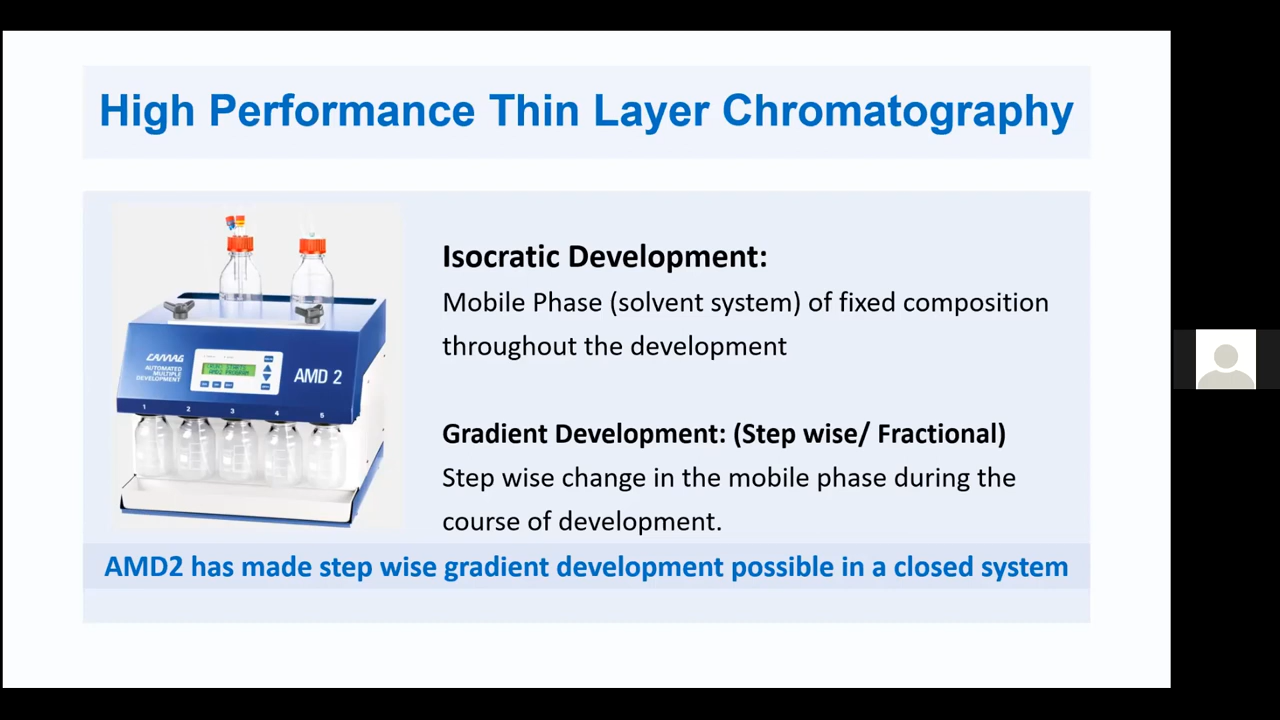 High Performance Thin Layer Chromatography
Isocratic Development:
Mobile Phase (solvent system) of fixed composition
throughout the development
Gradient Development: (Step wise/ Fractional)
Step wise change in the mobile phase during the
course of development.
CAMAG
AUTOMATED
MULTIPLE
DEVELOPMENT
AMD 2
1 2 3 4 5
AMD2 has made step wise gradient development possible in a closed system